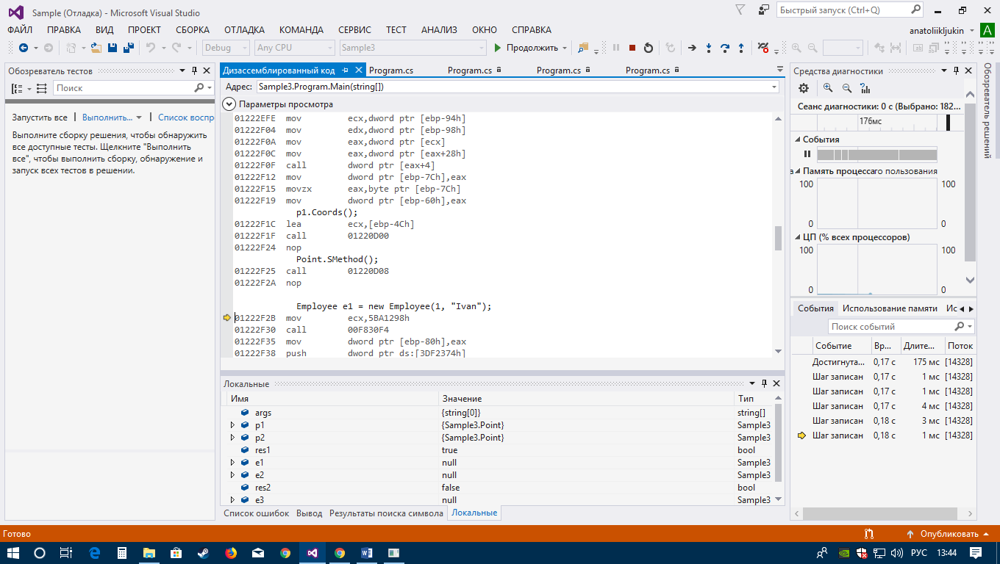 Sample (Отладка) - Microsoft Visual Studio
Быстрый запуск (Ctrl+Q)
ФАЙЛ ПРАВКА ВИД ПРОЕКТ СБОРКА ОТЛАДКА КОМАНДА СЕРВИС ТЕСТ АНАЛИЗ ОКНО СПРАВКА
anatoliikljukin A
Debug Any CPU Sample3 Продолжить
Обозреватель тестов
Поиск
Запустить все Выполнить... Список воспр
Выполните сборку решения, чтобы обнаружить
все доступные тесты. Щелкните "Выполнить
все", чтобы выполнить сборку, обнаружение и
запуск всех тестов в решении.
Дизассемблированный код Program.cs Program.cs Program.cs Program.cs
Адрес: Sample3.Program.Main(string[])
Параметры просмотра
01222EFE mov ecx,dword ptr [ebp-94h]
01222F04 mov edx,dword ptr [ebp-98h]
01222F0A mov eax,dword ptr [ecx]
01222F0C mov eax,dword ptr [eax+28h]
01222F0F call dword ptr [eax+4]
01222F12 mov dword ptr [ebp-7Ch],eax
01222F15 movzx eax,byte ptr [ebp-7Ch]
01222F19 mov dword ptr [ebp-60h],eax
p1.Coords();
01222F1C lea ecx,[ebp-4Ch]
01222F1F call 01220D00
01222F24 nop
Point.SMethod();
01222F25 call 01220D08
01222F2A nop
Employee e1 = new Employee(1, "Ivan");
01222F2B mov ecx,5BA1298h
01222F30 call 00F830F4
01222F35 mov dword ptr [ebp-80h],eax
01222F38 push dword ptr ds:[3DF2374h]
Локальные
Имя Значение Тип
args {string[0]} string[]
p1 {Sample3.Point} Sample3
p2 {Sample3.Point} Sample3
res1 true bool
e1 null Sample3
e2 null Sample3
res2 false bool
e3 null Sample3
Список ошибок Вывод Результаты поиска символа Локальные
Средства диагностики
Сеанс диагностики: 0 с (Выбрано: 182...
176мс
События
Память процессаго пользования
100 100
0 0
ЦП (% всех процессоров)
100 100
0 0
События Использование памяти Ис
Поиск событий
Событие Вр... Длите... Поток
Достигнута... 0,17 с 175 мс [14328]
Шаг записан 0,17 с 1 мс [14328]
Шаг записан 0,17 с 1 мс [14328]
Шаг записан 0,17 с 4 мс [14328]
Шаг записан 0,18 с 3 мс [14328]
Шаг записан 0,18 с 1 мс [14328]
Обозреватель решений
Готово
Опубликовать
РУС 13:44